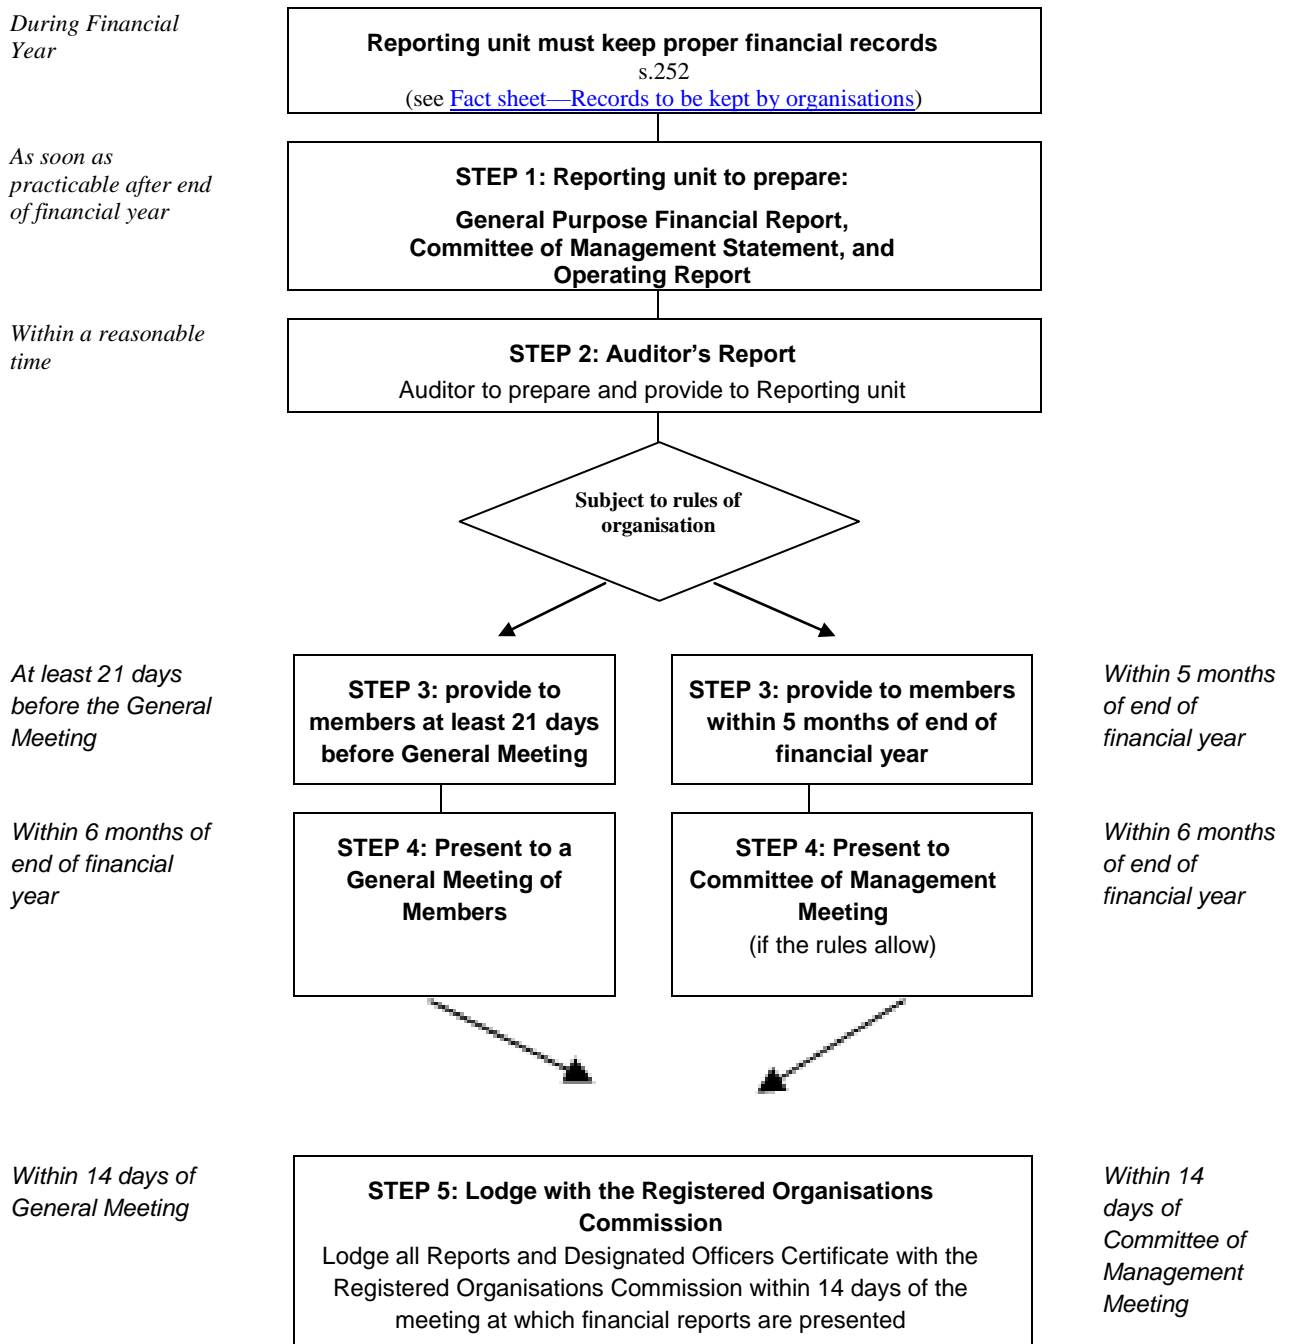 During Financial
Year
Reporting unit must keep proper financial records
s.252
(see Fact sheet—Records to be kept by organisations)
As soon as
practicable after end
of financial year
STEP 1: Reporting unit to prepare:
General Purpose Financial Report,
Committee of Management Statement, and
Operating Report
Within a reasonable
time
STEP 2: Auditor’s Report
Auditor to prepare and provide to Reporting unit
Subject to rules of
organisation
At least 21 days
before the General
Meeting
STEP 3: provide to
members at least 21 days
before General Meeting
STEP 3: provide to members
within 5 months of end of
financial year
Within 5 months
of end of
financial year
Within 6 months of
end of financial
year
STEP 4: Present to a
General Meeting of
Members
STEP 4: Present to
Committee of Management
Meeting
(if the rules allow)
Within 6 months
of end of
financial year
Within 14 days of
General Meeting
STEP 5: Lodge with the Registered Organisations
Commission
Lodge all Reports and Designated Officers Certificate with the
Registered Organisations Commission within 14 days of the
meeting at which financial reports are presented
Within 14
days of
Committee of
Management
Meeting